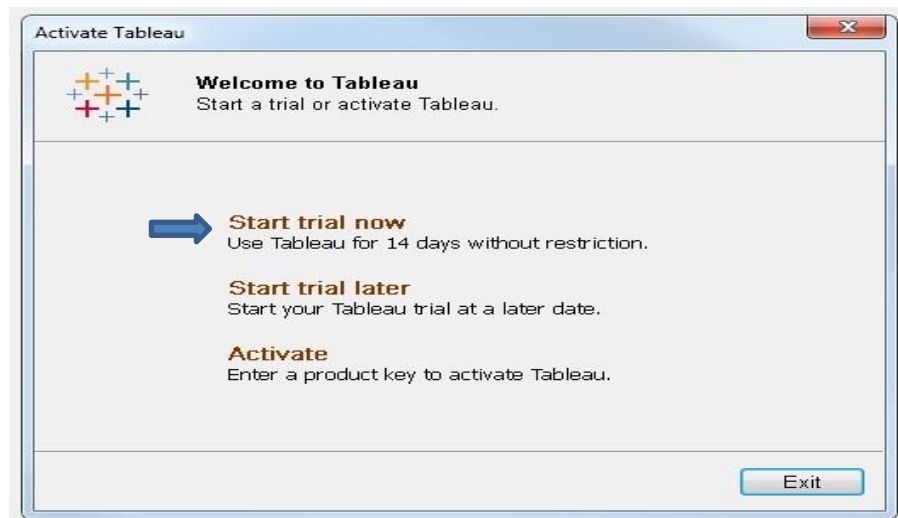 Activate Tableau
Welcome to Tableau
Start a trial or activate Tableau.
Start trial now
Use Tableau for 14 days without restriction.
Start trial later
Start your Tableau trial at a later date.
Activate
Enter a product key to activate Tableau.
Exit